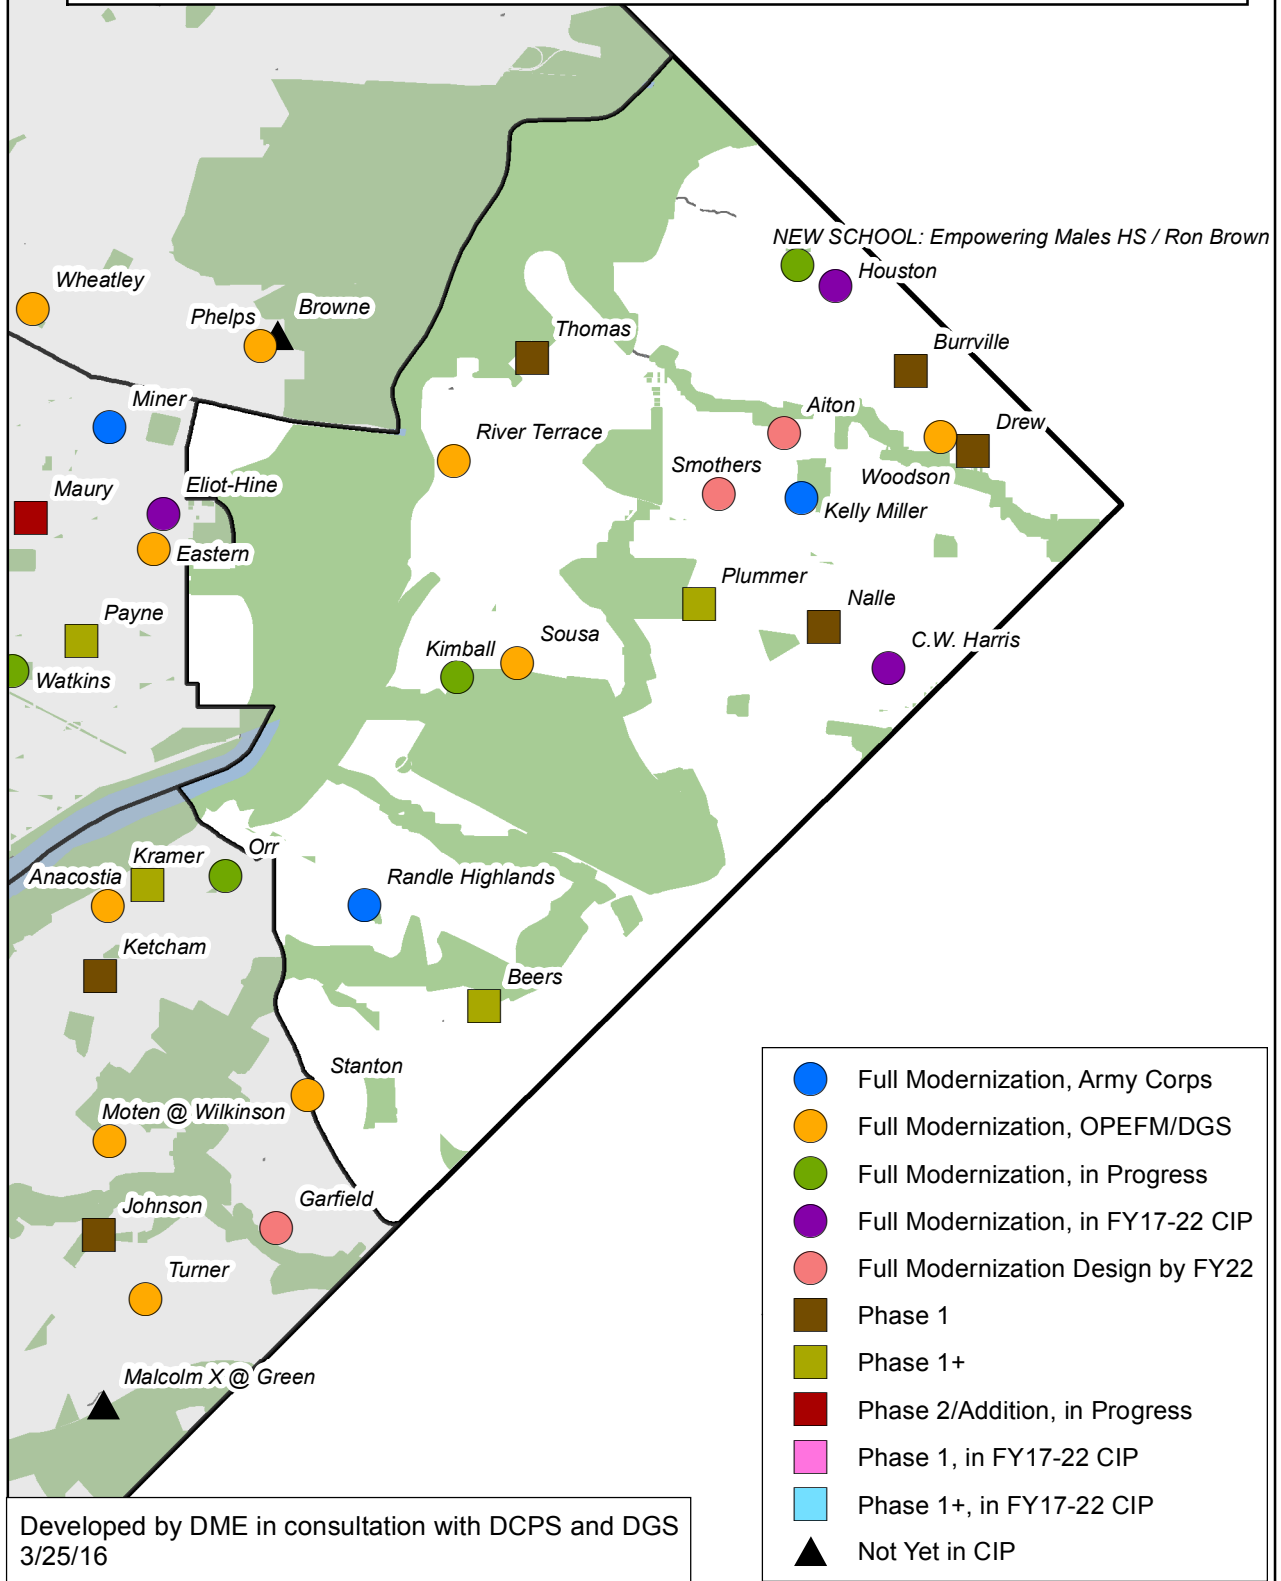 NEW SCHOOL: Empowering Males HS / Ron Brown
Houston
Wheatley
Phelps
Browne
Thomas
Burrville
Miner
Aiton
Drew
River Terrace
Smothers
Woodson
Maury
Eliot-Hine
Kelly Miller
Eastern
Plummer
Nalle
Payne
Sousa
C.W. Harris
Kimball
Watkins
Orr
Kramer
Anacostia
Randle Highlands
Ketcham
Beers
Stanton
Moten @ Wilkinson
Garfield
Johnson
Turner
Malcolm X @ Green
Full Modernization, Army Corps
Full Modernization, OPEFM/DGS
Full Modernization, in Progress
Full Modernization, in FY17-22 CIP
Full Modernization Design by FY22
Phase 1
Phase 1+
Phase 2/Addition, in Progress
Phase 1, in FY17-22 CIP
Phase 1+, in FY17-22 CIP
Not Yet in CIP
Developed by DME in consultation with DCPS and DGS
3/25/16